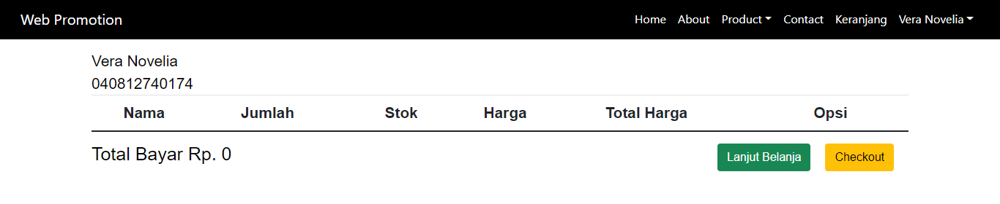 Web Promotion Home About Product Contact Keranjang Vera Novelia
Vera Novelia
040812740174
Nama Jumlah Stok Harga Total Harga Opsi
Total Bayar Rp. 0 Lanjut Belanja Checkout